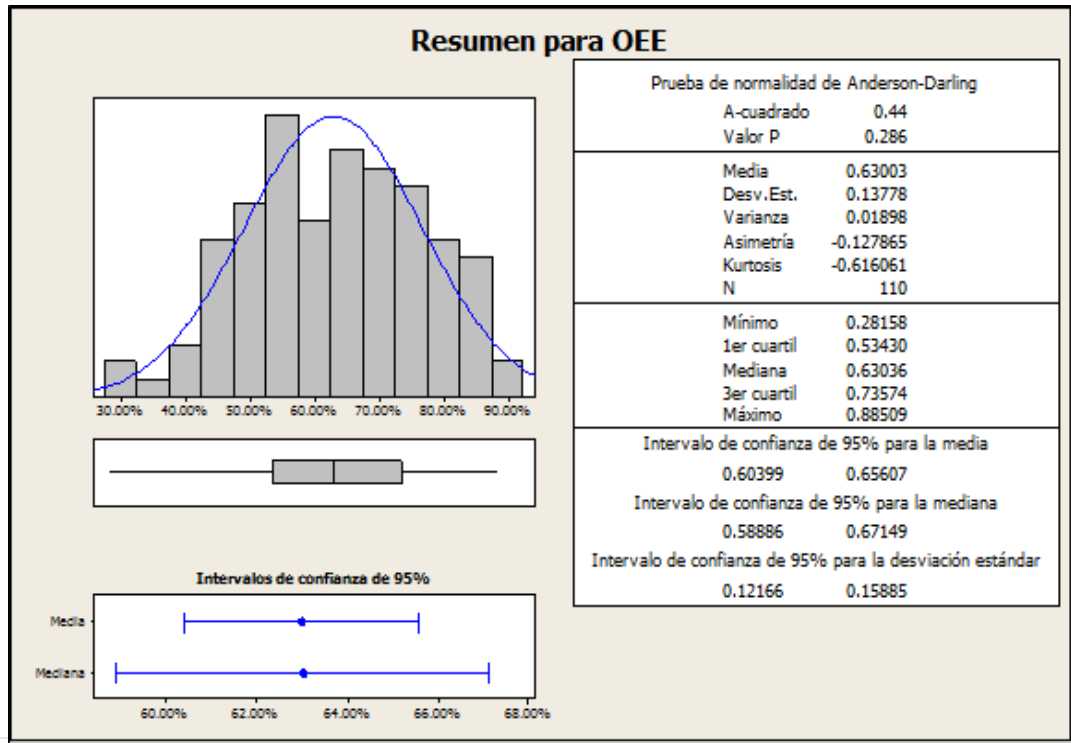 Resumen para OEE
30.00% 40.00% 50.00% 60.00% 70.00% 80.00% 90.00%
Intervalos de confianza de 95%
Media
Mediana
60.00% 62.00% 64.00% 66.00% 68.00%
Prueba de normalidad de Anderson-Darling
A-cuadrado 0.44
Valor P 0.286
Media 0.63003
Desv.Est. 0.13778
Varianza 0.01898
Asimetría -0.127865
Kurtosis -0.616061
N 110
Mínimo 0.28158
1er cuartil 0.53430
Mediana 0.63036
3er cuartil 0.73574
Máximo 0.88509
Intervalo de confianza de 95% para la media
0.60399 0.65607
Intervalo de confianza de 95% para la mediana
0.58886 0.67149
Intervalo de confianza de 95% para la desviación estándar
0.12166 0.15885